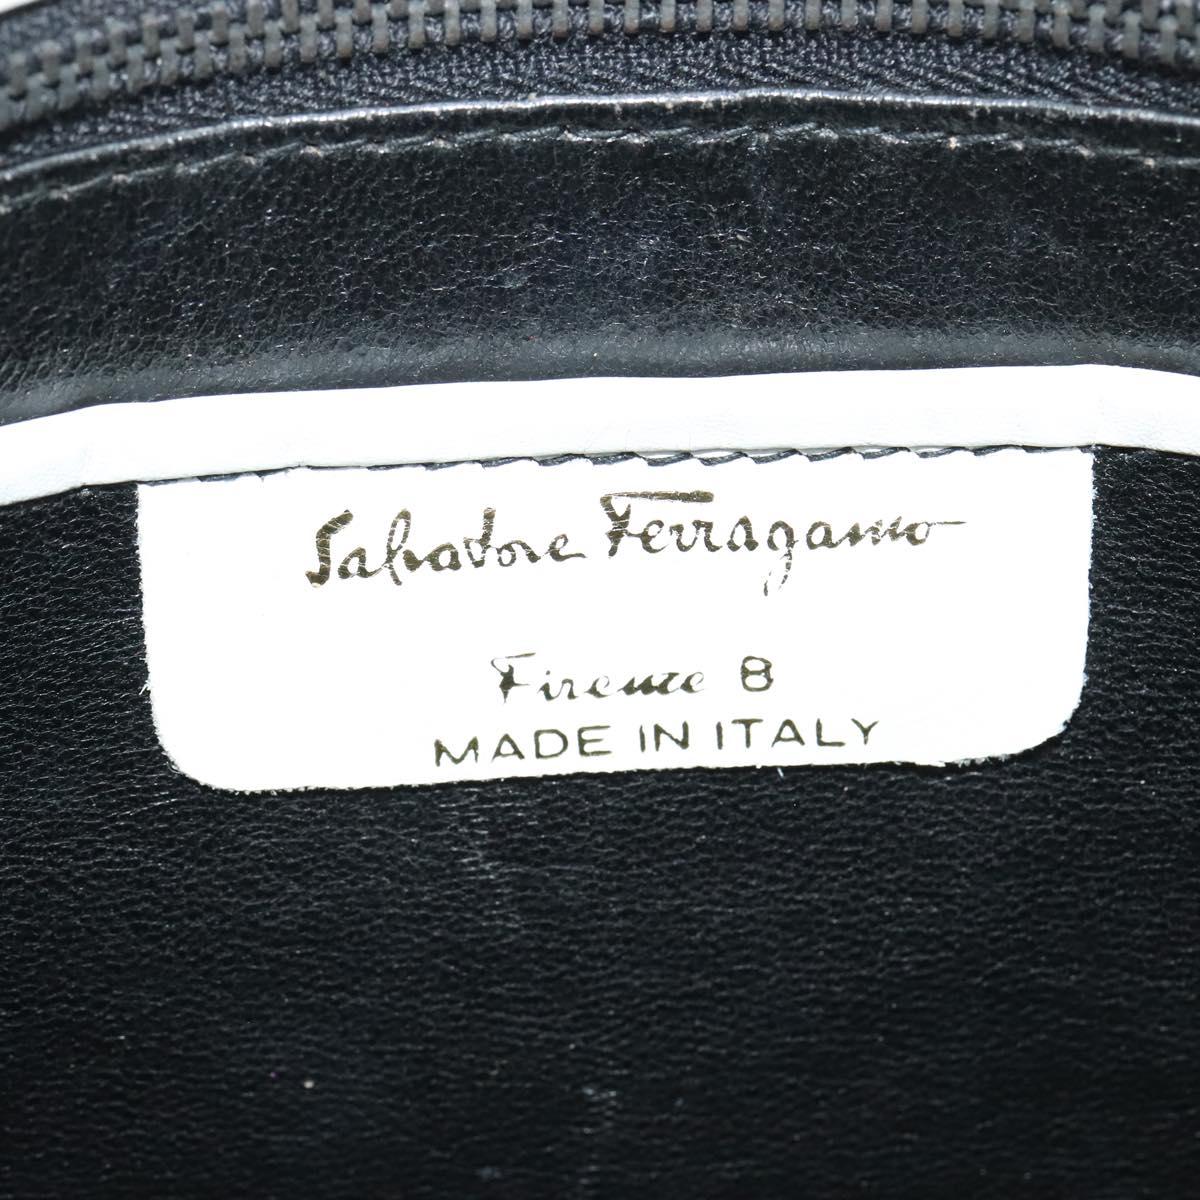 Salvatore Ferragamo
Firenze 8
MADE IN ITALY